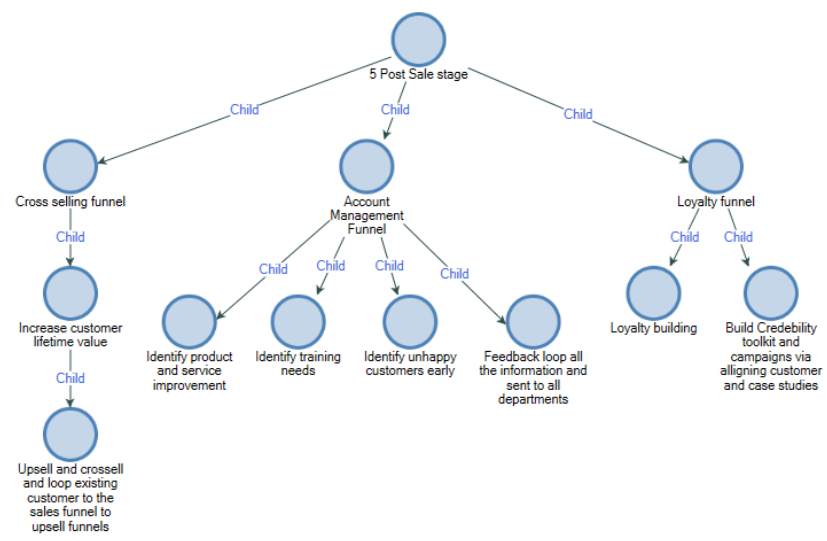 5 Post Sale stage
Child
Child
Child
Cross selling funnel
Account
Management
Funnel
Loyalty funnel
Child
Child
Child
Child
Child
Child
Child
Increase customer
lifetime value
Identify product
and service
improvement
Identify training
needs
Identify unhappy
customers early
Feedback loop all
the information and
sent to all
departments
Loyalty building
Build Credebility
toolkit and
campaigns via
alligning customer
and case studies
Child
Upsell and crossell
and loop existing
customer to the
sales funnel to
upsell funnels